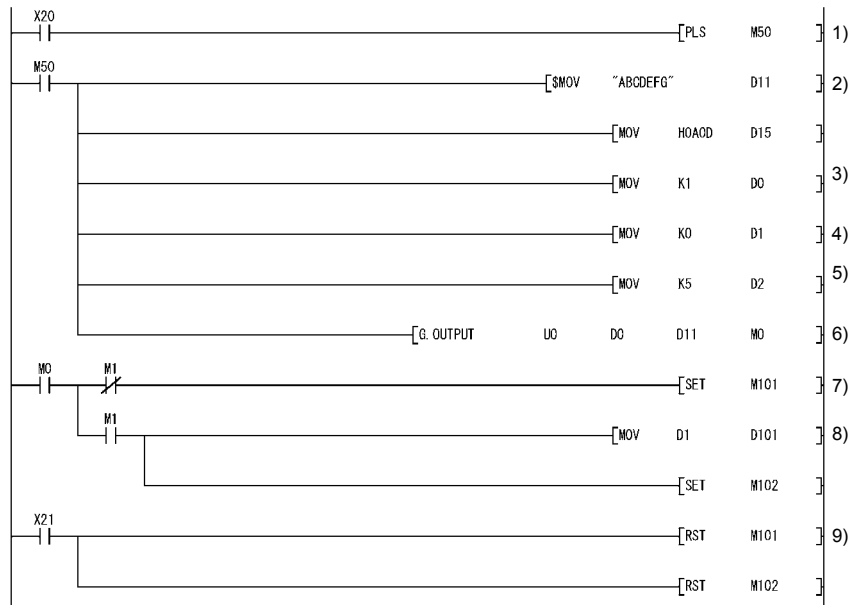 X20
[PLS M50 ] 1)
M50
[$MOV "ABCDEFG" D11 ] 2)
[MOV H0A0D D15 ]
3)
[MOV K1 D0 ]
[MOV K0 D1 ] 4)
5)
[MOV K5 D2 ]
[G.OUTPUT U0 D0 D11 M0 ] 6)
M0 M1
[SET M101 ] 7)
M1
[MOV D1 D101 ] 8)
[SET M102 ]
X21
[RST M101 ] 9)
[RST M102 ]